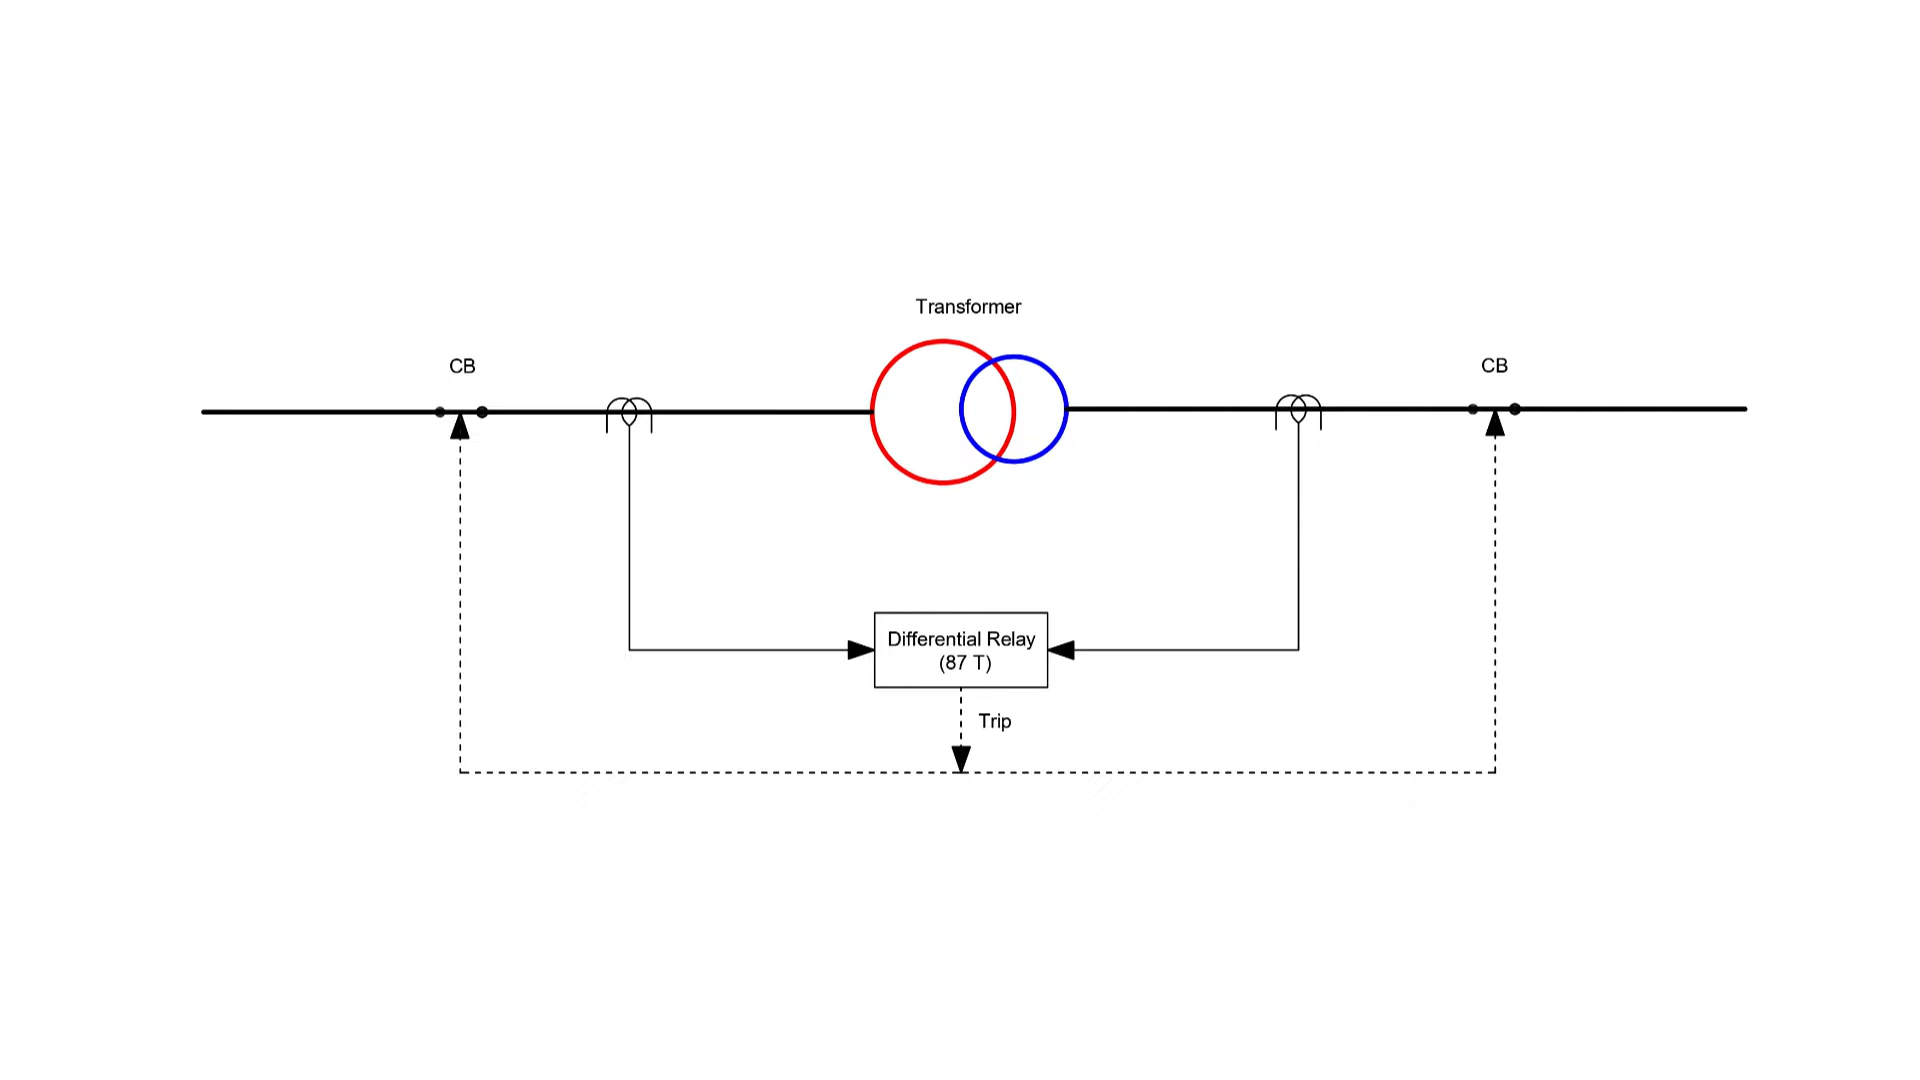 Transformer
CB
CB
Differential Relay
(87 T)
Trip